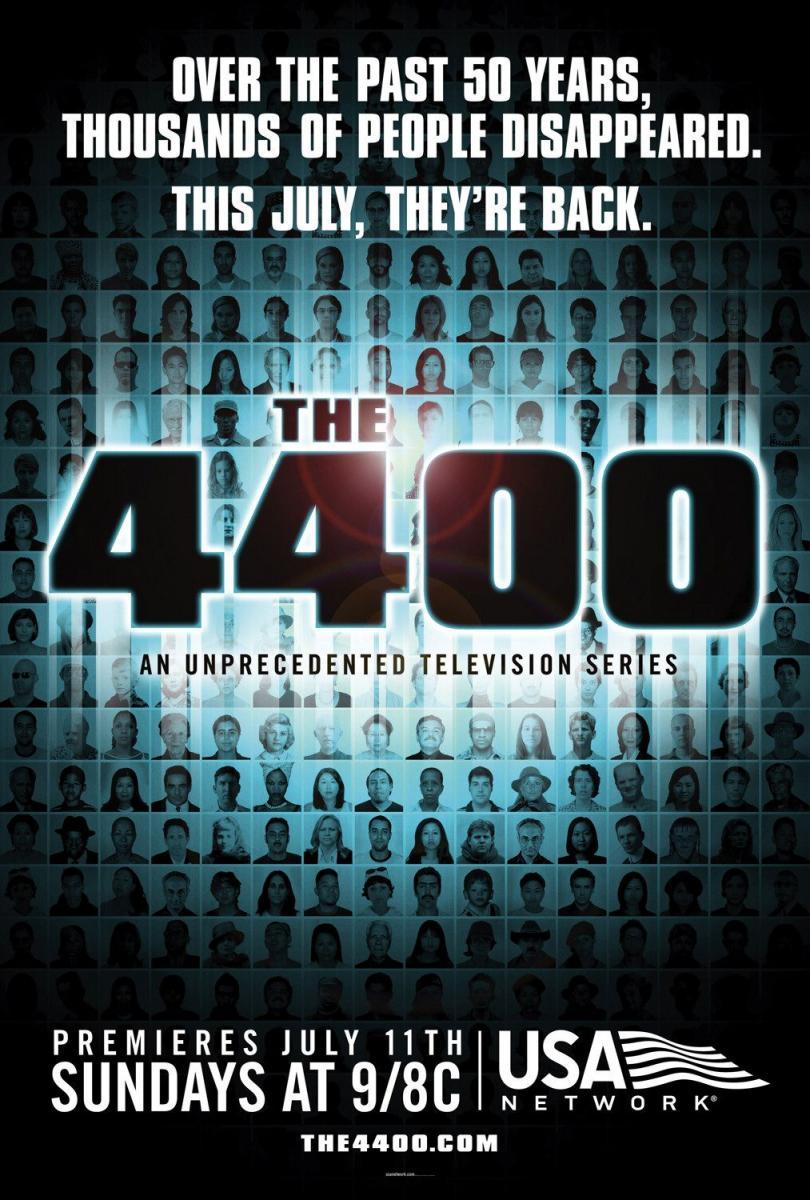 OVER THE PAST 50 YEARS,
THOUSANDS OF PEOPLE DISAPPEARED.
THIS JULY, THEY'RE BACK.
THE
4400
AN UNPRECEDENTED TELEVISION SERIES
PREMIERES JULY 11TH
SUNDAYS AT 9/8C
USA
NETWORK®
THE4400.COM